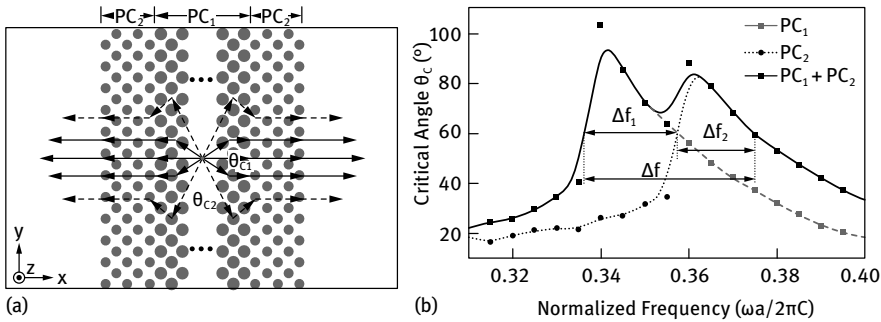 PC₂ PC₁ PC₂
θC1
θC2
y
z
x
(a)
Critical Angle θC (°)
100
80
60
40
20
PC₁
PC₂
PC₁ + PC₂
Δf₁
Δf₂
Δf
0.32 0.34 0.36 0.38 0.40
Normalized Frequency (ωa/2πC)
(b)